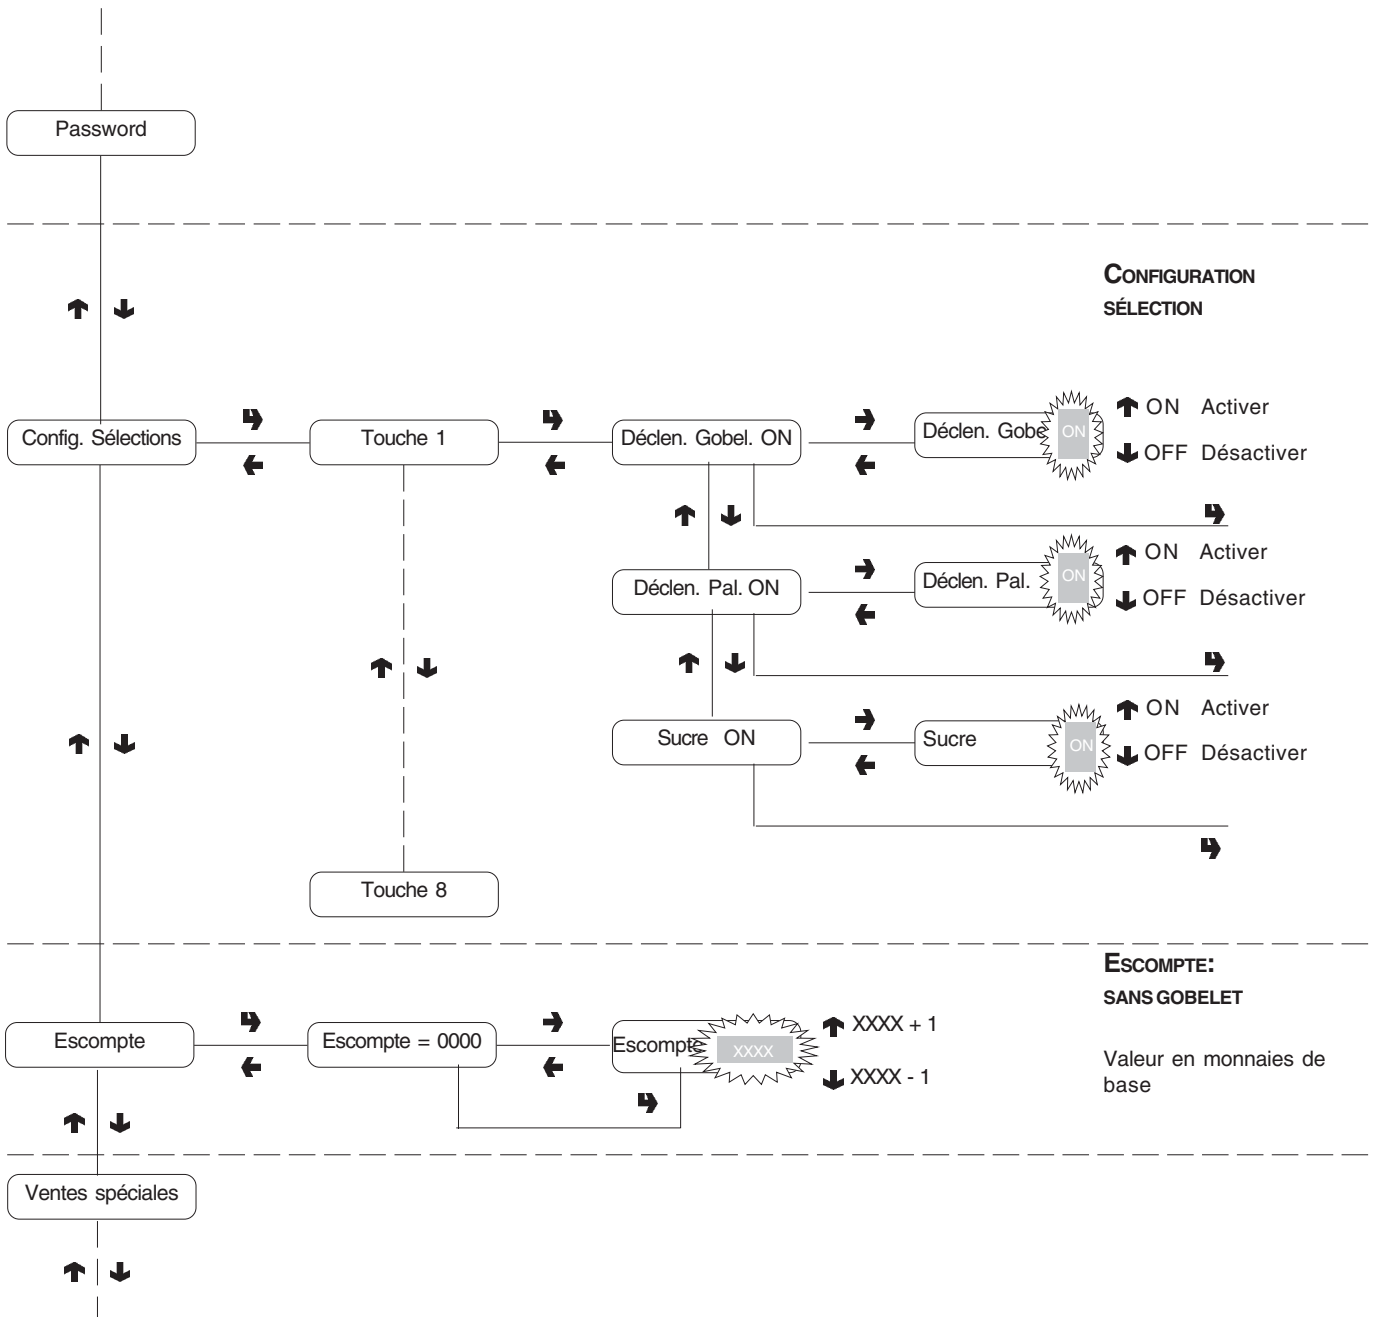 Password
CONFIGURATION
SÉLECTION
Config. Sélections
Touche 1
Déclen. Gobel. ON
Déclen. Gobe
ON
ON Activer
OFF Désactiver
Déclen. Pal. ON
Déclen. Pal.
ON
ON Activer
OFF Désactiver
Sucre ON
Sucre
ON
ON Activer
OFF Désactiver
Touche 8
ESCOMPTE:
SANS GOBELET
Escompte
Escompte = 0000
Escompte
XXXX
XXXX + 1
XXXX - 1
Valeur en monnaies de
base
Ventes spéciales